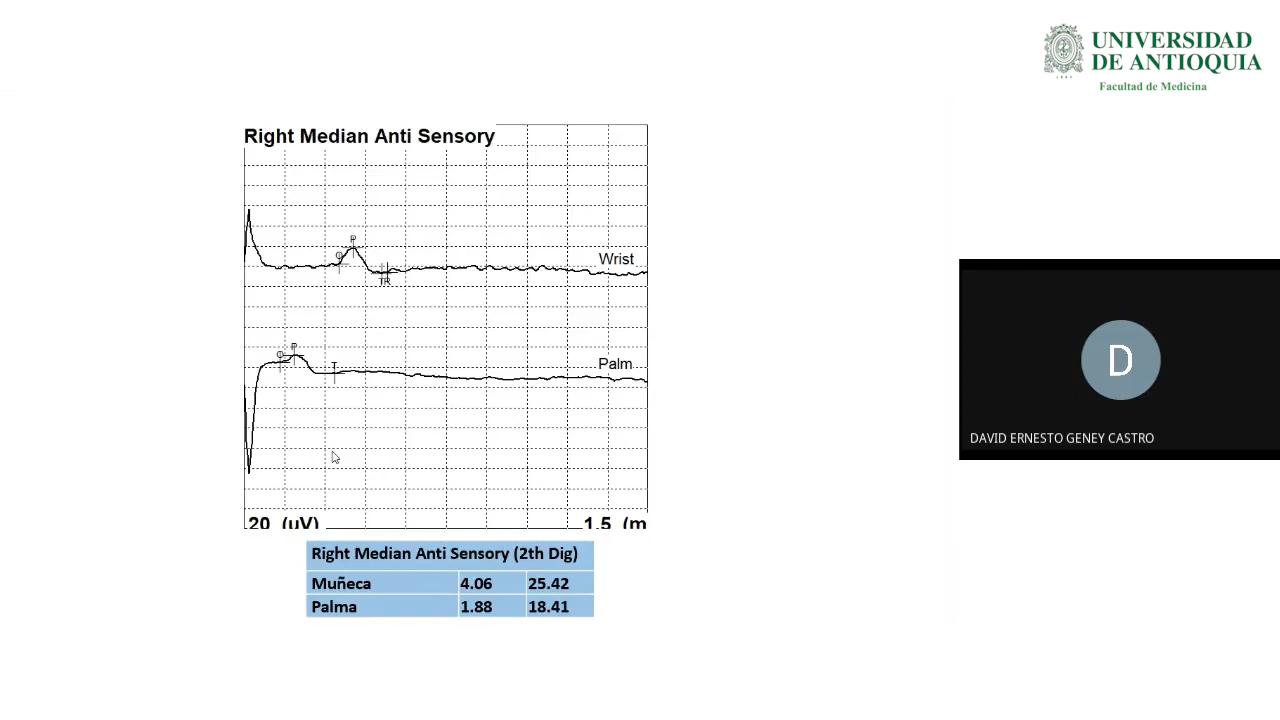 UNIVERSIDAD
DE ANTIOQUIA
Facultad de Medicina
Right Median Anti Sensory
O
P
TR
Wrist
O
P
T
Palm
20 (uV)
1.5 (m
D
DAVID ERNESTO GENEY CASTRO
Right Median Anti Sensory (2th Dig)
Muñeca 4.06 25.42
Palma 1.88 18.41